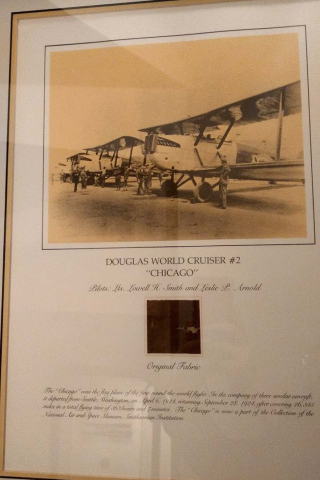 DOUGLAS WORLD CRUISER #2
"CHICAGO"
Pilots: Lts. Lowell H. Smith and Leslie P. Arnold
Original Fabric
The "Chicago" was the flag plane of the first round the world flight. In the company of three similar aircraft,
it departed from Seattle, Washington, on April 6, 1924, returning September 28, 1924, after covering 26,345
miles in a total flying time of 363 hours and 7 minutes. The "Chicago" is now a part of the Collection of the
National Air and Space Museum, Smithsonian Institution.